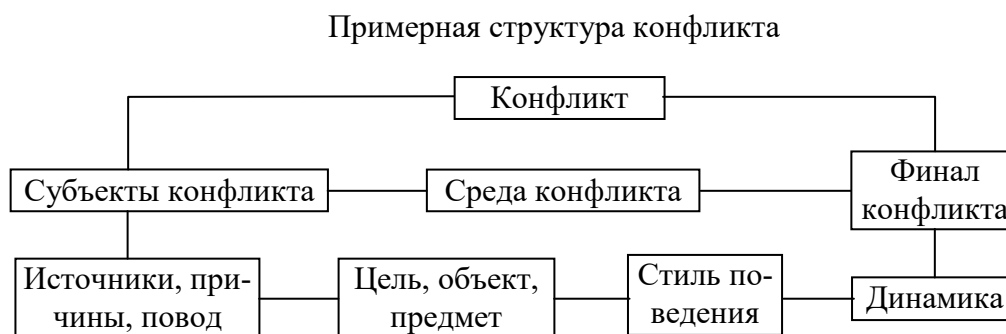 Примерная структура конфликта
Конфликт
Субъекты конфликта
Среда конфликта
Финал
конфликта
Источники, при-
чины, повод
Цель, объект,
предмет
Стиль по-
ведения
Динамика